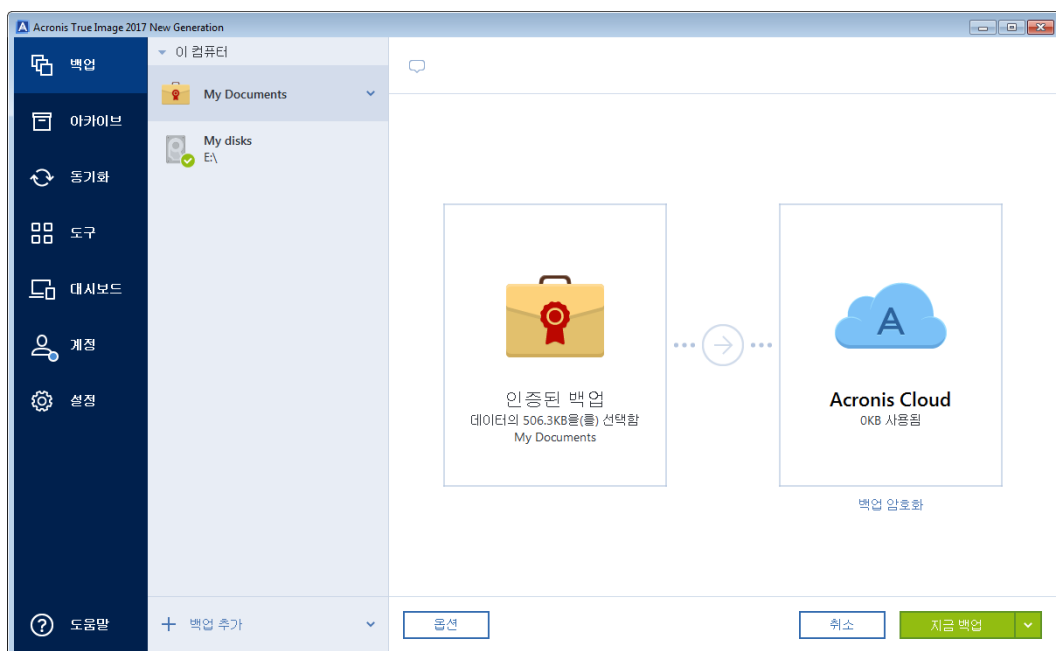 Acronis True Image 2017 New Generation
백업
아카이브
동기화
도구
대시보드
계정
설정
도움말
이 컴퓨터
My Documents
My disks
E:\
백업 추가
인증된 백업
데이터의 506.3KB을(를) 선택함
My Documents
Acronis Cloud
0KB 사용됨
백업 암호화
옵션
취소
지금 백업